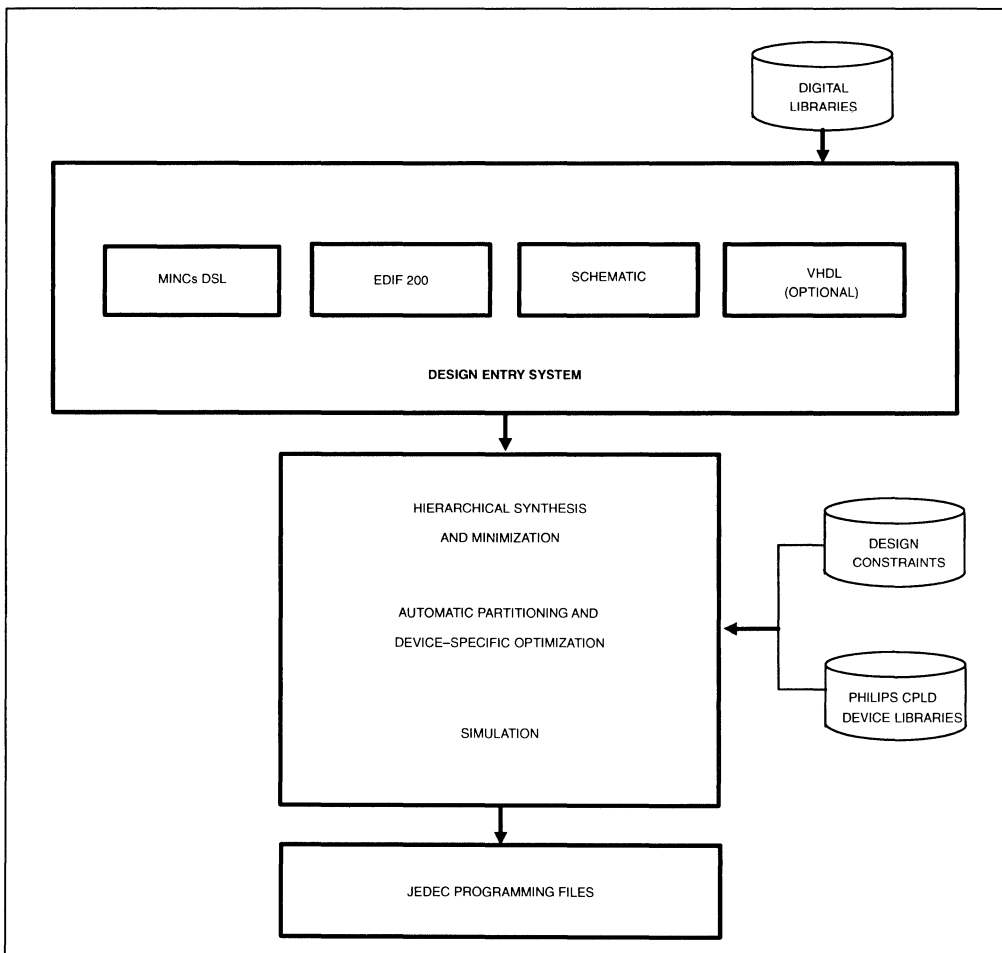 DIGITAL
LIBRARIES
MINCs DSL
EDIF 200
SCHEMATIC
VHDL
(OPTIONAL)
DESIGN ENTRY SYSTEM
HIERARCHICAL SYNTHESIS
AND MINIMIZATION
AUTOMATIC PARTITIONING AND
DEVICE–SPECIFIC OPTIMIZATION
SIMULATION
DESIGN
CONSTRAINTS
PHILIPS CPLD
DEVICE LIBRARIES
JEDEC PROGRAMMING FILES